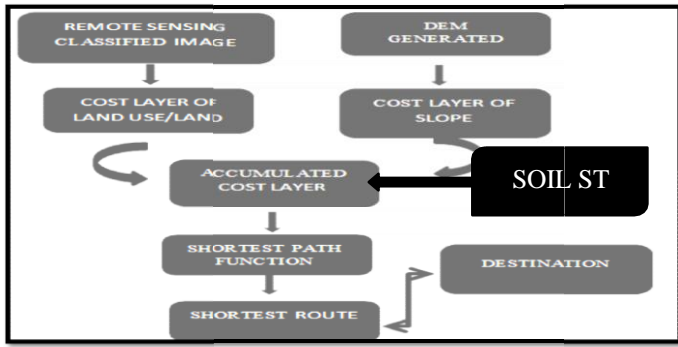 REMOTE SENSING
CLASSIFIED IMAGE
DEM
GENERATED
COST LAYER OF
LAND USE/LAND
COST LAYER OF
SLOPE
ACCUMULATED
COST LAYER
SOIL ST
SHORTEST PATH
FUNCTION
DESTINATION
SHORTEST ROUTE